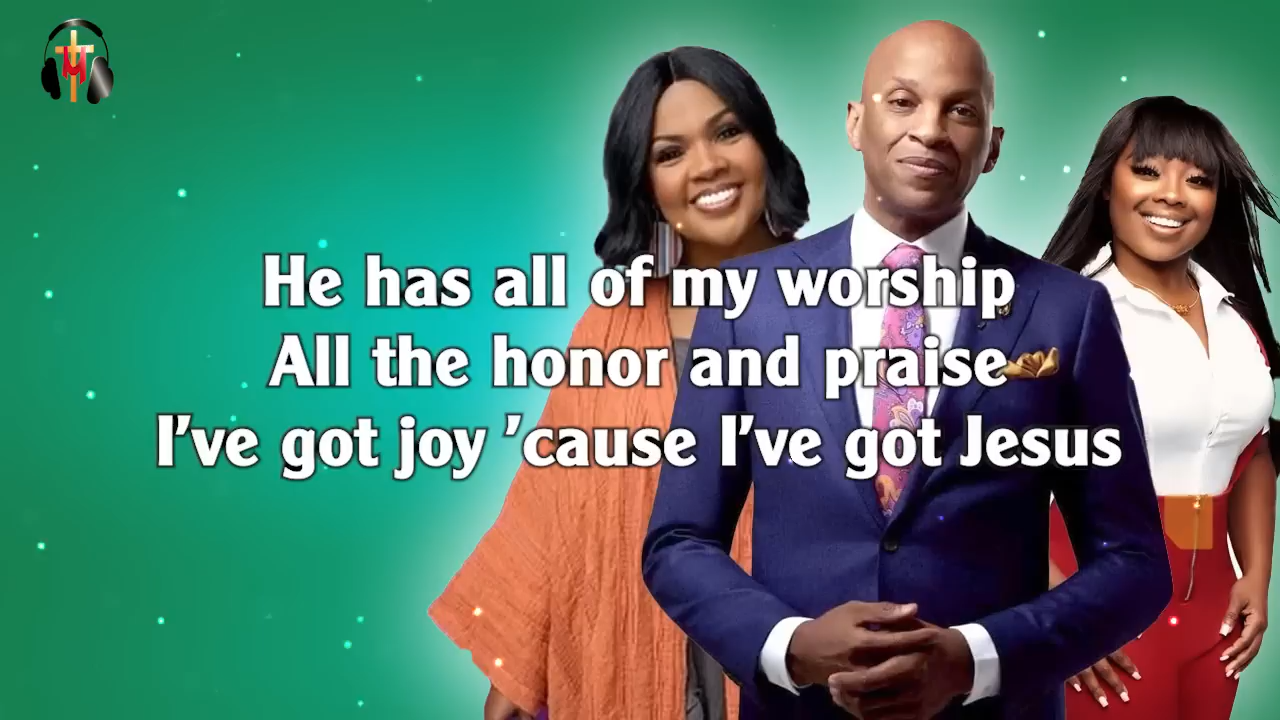 He has all of my worship
All the honor and praise
I've got joy 'cause I've got Jesus